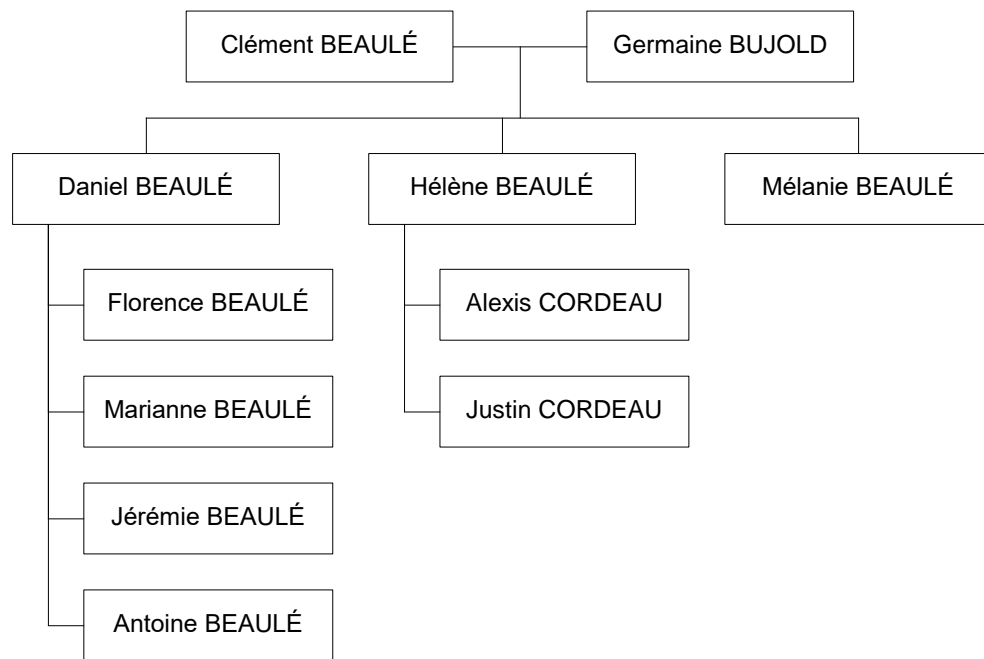 Clément BEAULÉ
Germaine BUJOLD
Daniel BEAULÉ
Hélène BEAULÉ
Mélanie BEAULÉ
Florence BEAULÉ
Alexis CORDEAU
Marianne BEAULÉ
Justin CORDEAU
Jérémie BEAULÉ
Antoine BEAULÉ